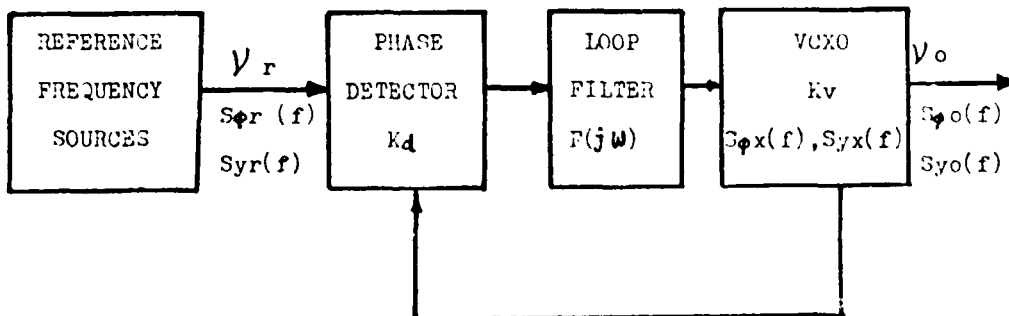 REFERENCE
FREQUENCY
SOURCES
νr
Sφr (f)
Syr(f)
PHASE
DETECTOR
Kd
LOOP
FILTER
F(jω)
VCXO
Kv
Sφx(f),Syx(f)
νo
Sφo(f)
Syo(f)